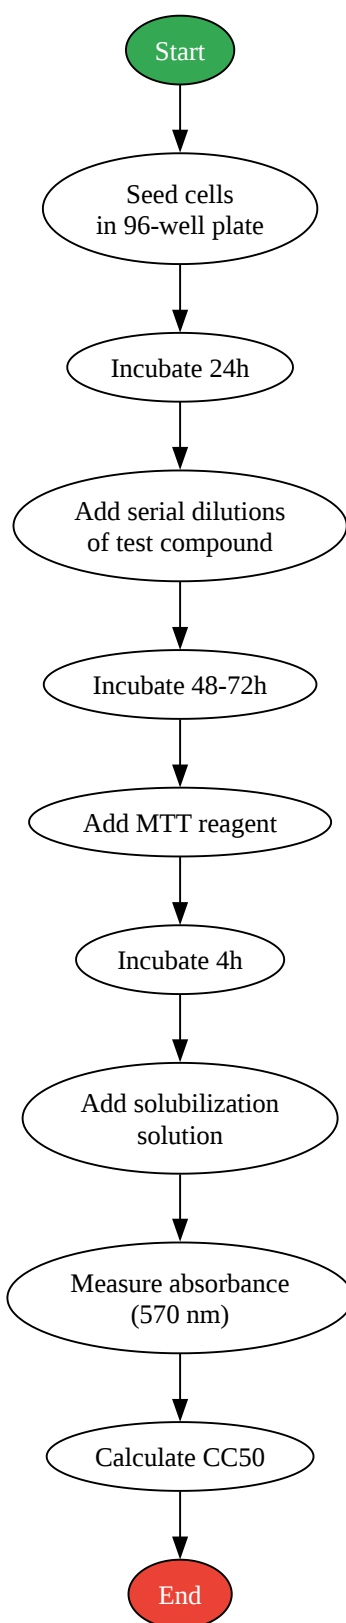 Start
Seed cells
in 96-well plate
Incubate 24h
Add serial dilutions
of test compound
Incubate 48-72h
Add MTT reagent
Incubate 4h
Add solubilization
solution
Measure absorbance
(570 nm)
Calculate CC50
End